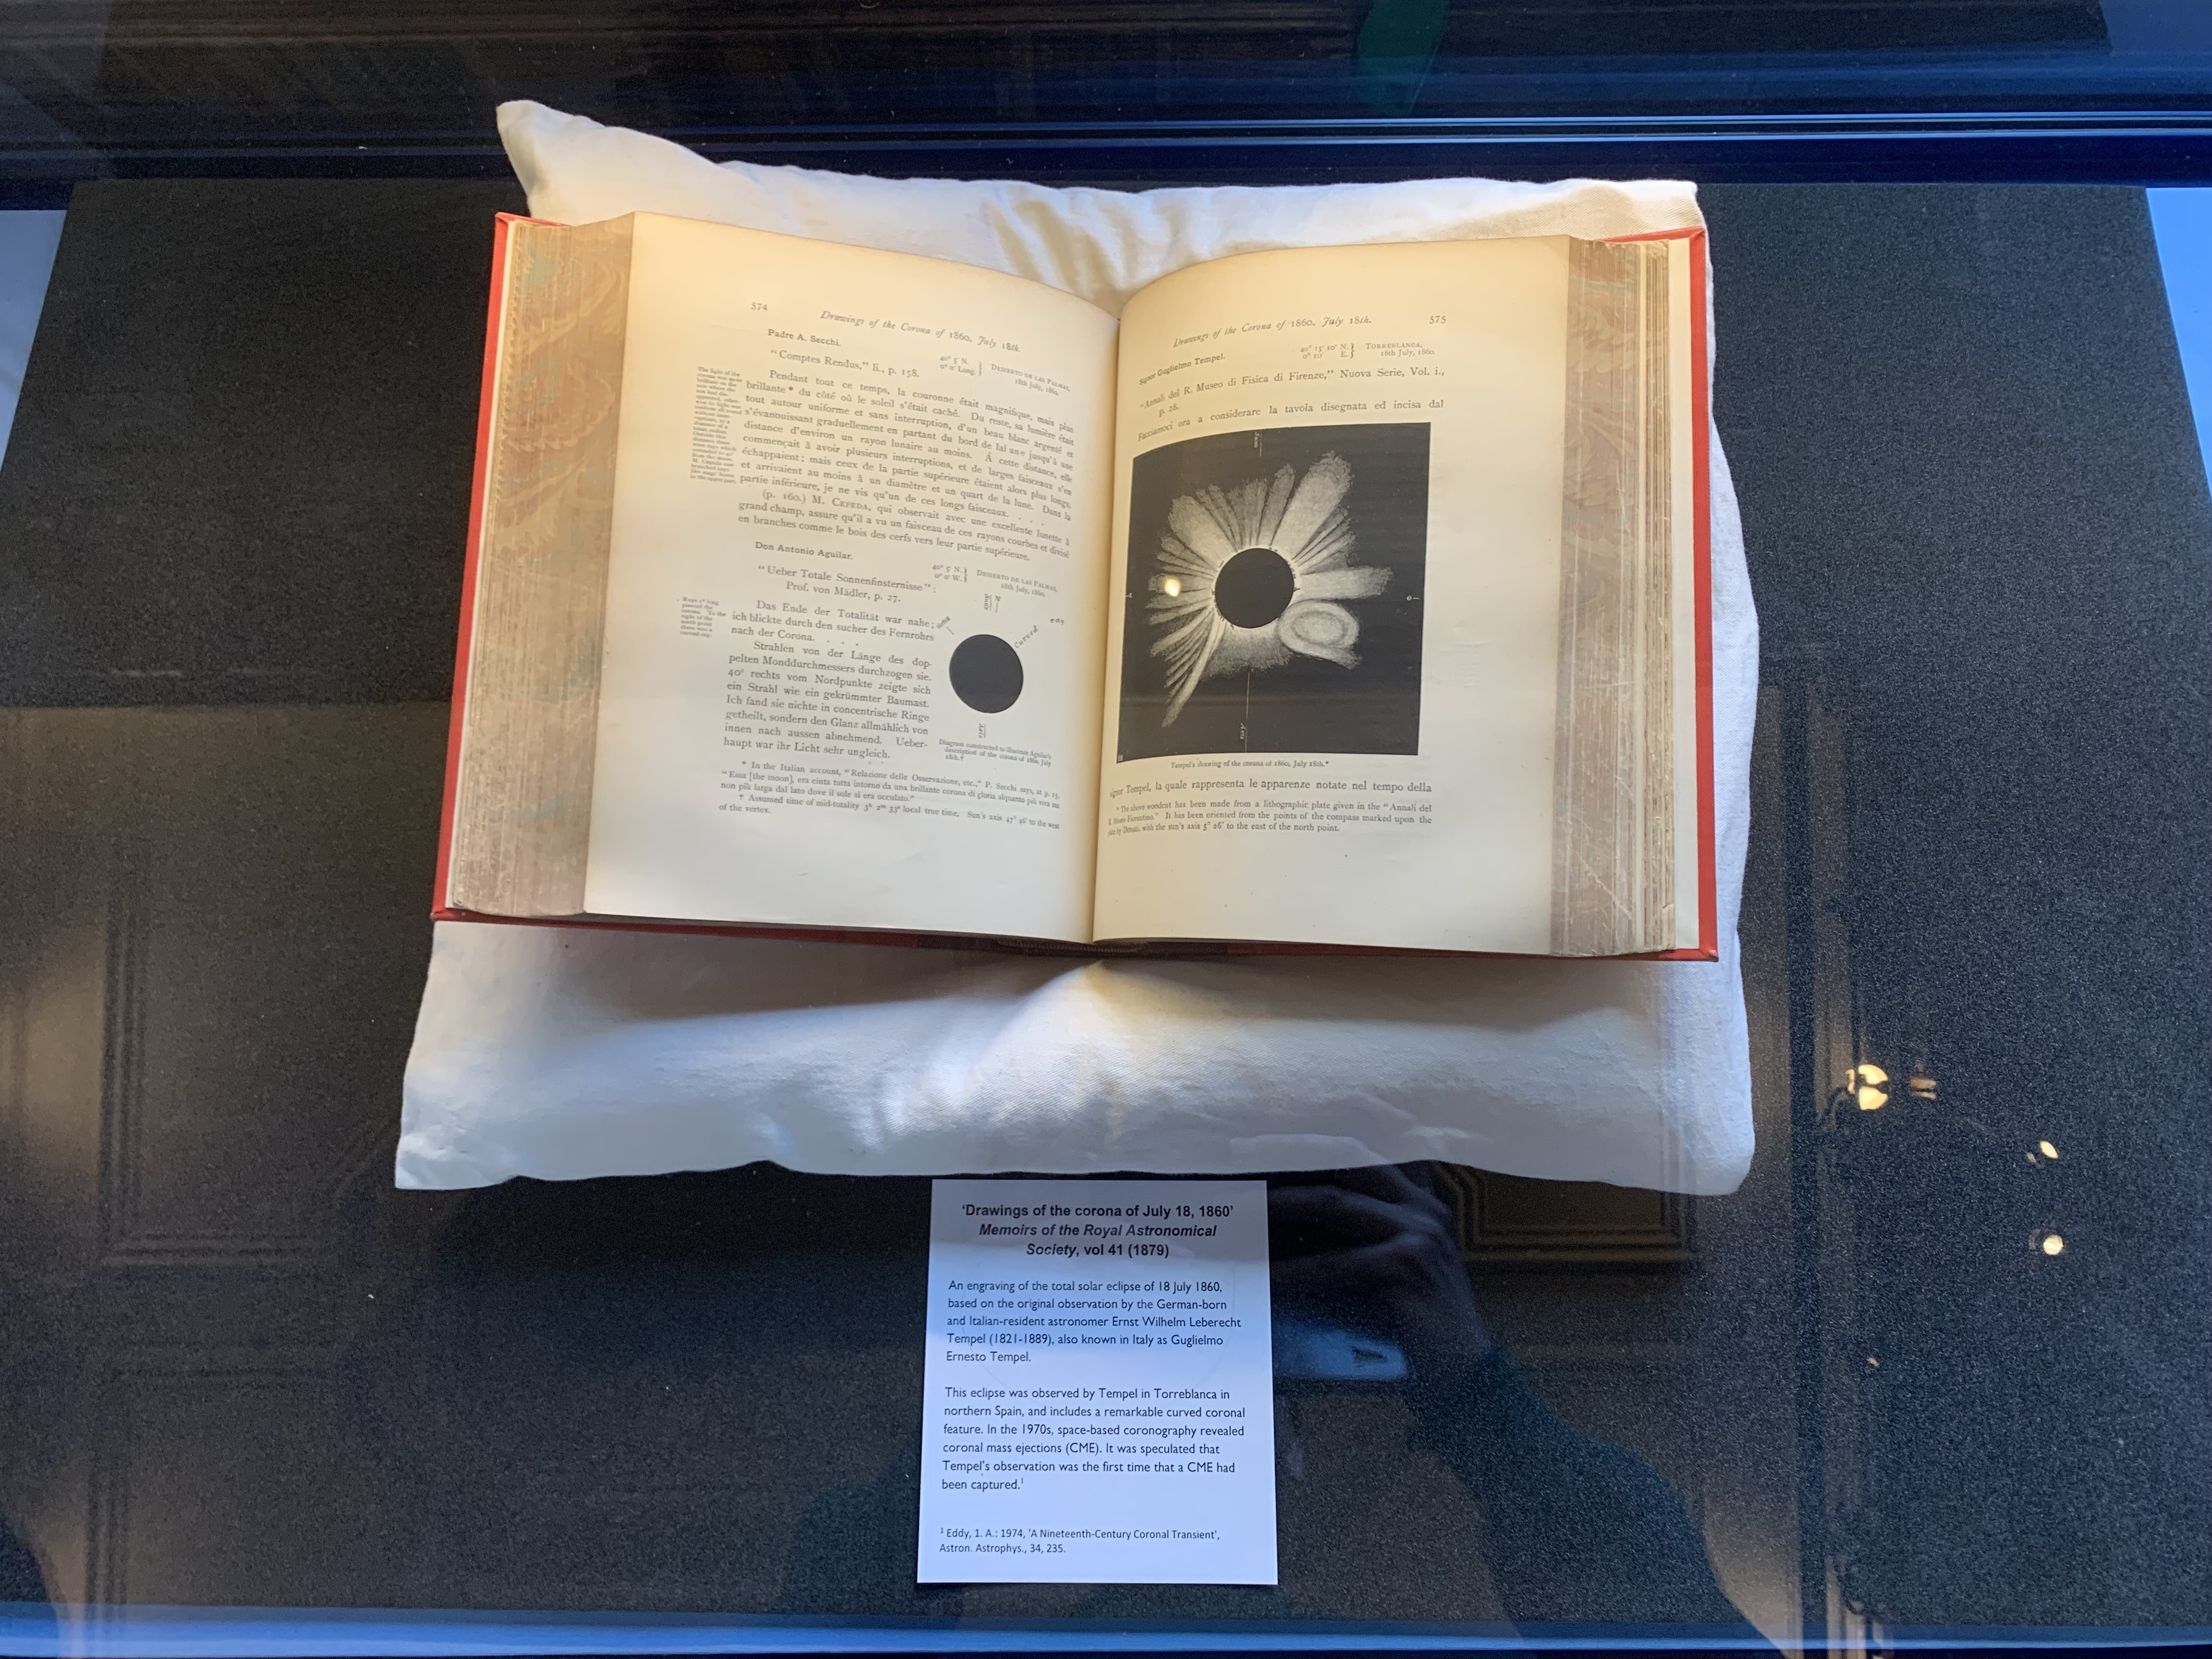 574
Drawings of the Corona of 1860, July 18th.
Padre A. Secchi.
"Comptes Rendus," li., p. 158.
40° 5′ N.
0° 0′ Long.
Deserto de las Palmas,
18th July, 1860.
Pendant tout ce temps, la couronne était magnifique, mais plus
brillante* du côté où le soleil s'était caché. Du reste, sa lumière était
tout autour uniforme et sans interruption, d'un beau blanc argenté et
s'évanouissant graduellement en partant du bord de lal une jusqu'à une
distance d'environ un rayon lunaire au moins. À cette distance, elle
commençait à avoir plusieurs interruptions, et de larges faisceaux s'en
échappaient; mais ceux de la partie supérieure étaient alors plus longs,
et arrivaient au moins à un diamètre et un quart de la lune. Dans la
partie inférieure, je ne vis qu'un de ces longs faisceaux. . . .
(p. 160.) M. Cepeda, qui observait avec une excellente lunette à
grand champ, assure qu'il a vu un faisceau de ces rayons courbes et divisé
en branches comme le bois des cerfs vers leur partie supérieure.
Don Antonio Aguilar.
"Ueber Totale Sonnenfinsternisse":
Prof. von Mädler, p. 27.
40° 5′ N.
0° 0′ W.
Deserto de las Palmas,
18th July, 1860.
Das Ende der Totalität war nahe;
ich blickte durch den sucher des Fernrohrs
nach der Corona. . . .
Strahlen von der Länge des dop-
pelten Monddurchmessers durchzogen sie.
40° rechts vom Nordpunkte zeigte sich
ein Strahl wie ein gekrümmter Baumast.
Ich fand sie nichte in concentrische Ringe
getheilt, sondern den Glanz allmählich von
innen nach aussen abnehmend. Ueber-
haupt war ihr Licht sehr ungleich.
Curved ray
Diagram constructed to illustrate Aguilar's
description of the corona of 1860, July
18th.†
* In the Italian account, "Relazione delle Osservazione, etc.," P. Secchi says, at p. 15,
"Essa [the moon], era cinta tutta intorno da una brillante corona di gloria alquanto più viva ma
non più larga dal lato dove il sole si era occulato."
† Assumed time of mid-totality 3h 2m 53s local true time. Sun's axis 47° 46′ to the west
of the vertex.
Drawings of the Corona of 1860, July 18th.
575
Signor Guglielmo Tempel.
40° 15′ 10″ N.
0° 10′ E.
Torreblanca,
18th July, 1860.
"Annali del R. Museo di Fisica di Firenze," Nuova Serie, Vol. i.,
p. 28.
Facciamoci ora a considerare la tavola disegnata ed incisa dal
Tempel's drawing of the corona of 1860, July 18th.*
signor Tempel, la quale rappresenta le apparenze notate nel tempo della
* The above woodcut has been made from a lithographic plate given in the "Annali del
R. Museo Fiorentino." It has been oriented from the points of the compass marked upon the
plate by Donati, with the sun's axis 5° 26′ to the east of the north point.
'Drawings of the corona of July 18, 1860'
Memoirs of the Royal Astronomical
Society, vol 41 (1879)
An engraving of the total solar eclipse of 18 July 1860,
based on the original observation by the German-born
and Italian-resident astronomer Ernst Wilhelm Leberecht
Tempel (1821-1889), also known in Italy as Guglielmo
Ernesto Tempel.
This eclipse was observed by Tempel in Torreblanca in
northern Spain, and includes a remarkable curved coronal
feature. In the 1970s, space-based coronography revealed
coronal mass ejections (CME). It was speculated that
Tempel's observation was the first time that a CME had
been captured.¹
¹ Eddy, 1. A.: 1974, 'A Nineteenth-Century Coronal Transient',
Astron. Astrophys., 34, 235.